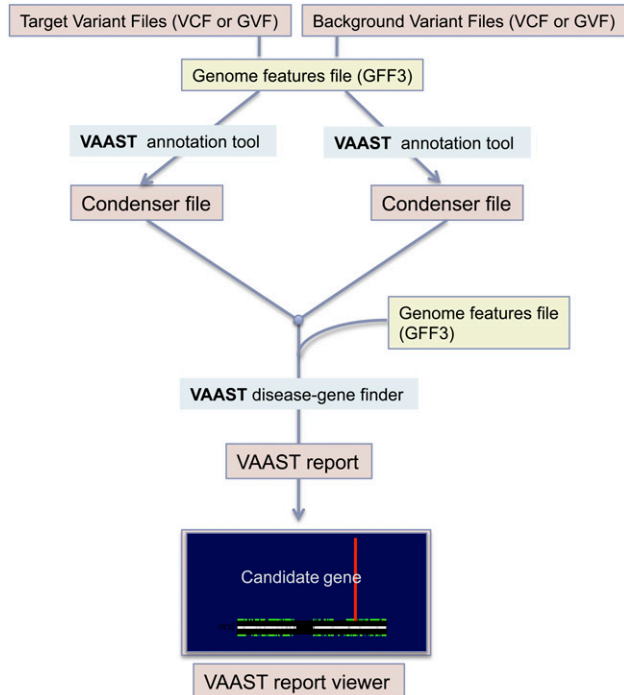 Target Variant Files (VCF or GVF)
Background Variant Files (VCF or GVF)
Genome features file (GFF3)
VAAST annotation tool
VAAST annotation tool
Condenser file
Condenser file
Genome features file
(GFF3)
VAAST disease-gene finder
VAAST report
Candidate gene
VAAST report viewer